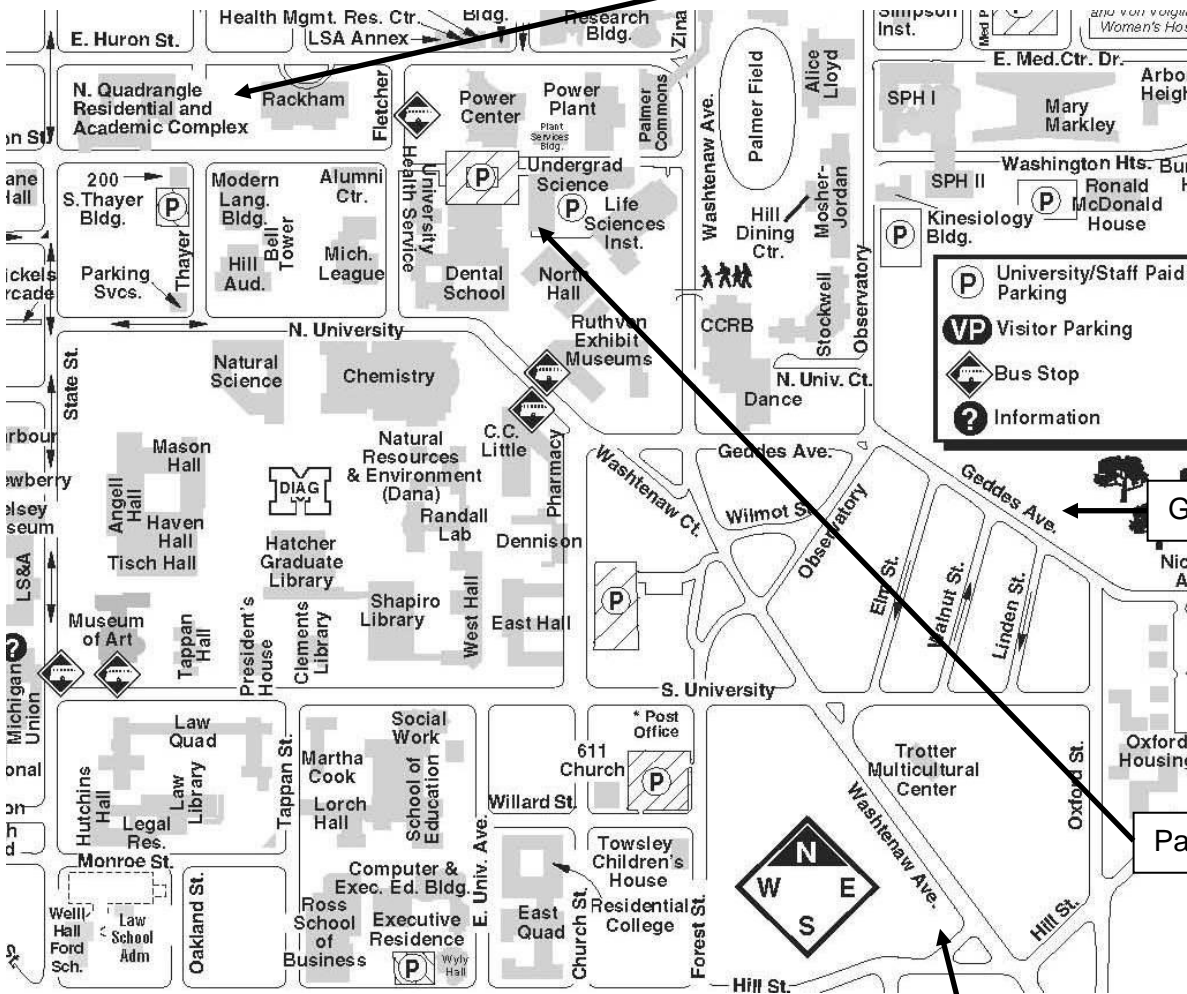 Health Mgmt. Res. Ctr.
Bldg.
Research
Bldg.
Zina
Simpson
Inst.
Women's
E. Huron St.
LSA Annex
E. Med.Ctr. Dr.
N. Quadrangle
Residential and
Academic Complex
Rackham
Fletcher
Power
Center
Power
Plant
Plant
Services
Bldg.
Palmer
Commons
Washtenaw Ave.
Palmer Field
Alice
Lloyd
SPH I
Mary
Markley
200
S.Thayer
Bldg.
P
Thayer
Parking
Svcs.
Modern
Lang.
Bldg.
Bell
Tower
Hill
Aud.
Alumni
Ctr.
Mich.
League
University
Health Service
P
Undergrad
Science
P
Life
Sciences
Inst.
Dental
School
North
Hall
Ruthven
Exhibit
Museums
Hill
Dining
Ctr.
Mosher-
Jordan
Stockwell
Observatory
Washington Hts.
SPH II
P
Ronald
McDonald
House
P
Kinesiology
Bldg.
CCRB
Dance
N. Univ. Ct.
P University/Staff Paid
Parking
VP Visitor Parking
Bus Stop
? Information
N. University
State St.
Natural
Science
Chemistry
Mason
Hall
Angell
Hall
Haven
Hall
Tisch Hall
M
DIAG
Hatcher
Graduate
Library
Natural
Resources
& Environment
(Dana)
C.C.
Little
Pharmacy
Randall
Lab
Dennison
Shapiro
Library
West Hall
East Hall
LS&A
?
Michigan
Union
Museum
of Art
Tappan
Hall
President's
House
Clements
Library
P
Geddes Ave.
Washtenaw Ct.
Wilmot St.
Observatory
Geddes Ave.
G
Elm St.
Walnut St.
Linden St.
S. University
Law
Quad
Hutchins
Hall
Law
Library
Legal
Res.
Monroe St.
Tappan St.
Martha
Cook
Lorch
Hall
Social
Work
School of
Education
* Post
Office
611
Church
P
Willard St.
Trotter
Multicultural
Center
Washtenaw Ave.
Oxford St.
Oxford
Housing
Pa
Weill
Hall
Ford
Sch.
Law
School
Adm
Oakland St.
Computer &
Exec. Ed. Bldg.
Ross
School
of
Business
Executive
Residence
P
Wyly
Hall
E. Univ. Ave.
East
Quad
Church St.
Towsley
Children's
House
Residential
College
Forest St.
N
W E
S
Hill St.
Hill St.
St.